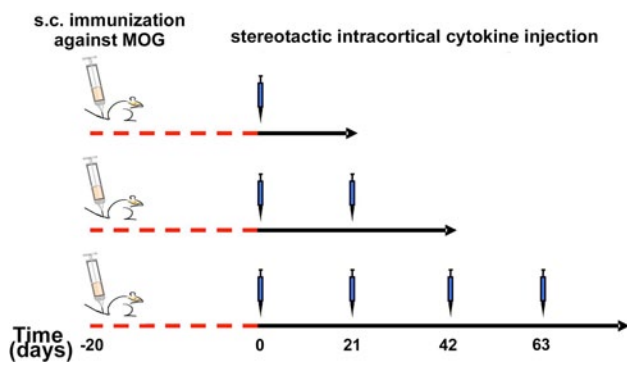 s.c. immunization
against MOG
stereotactic intracortical cytokine injection
Time
(days)
-20
0
21
42
63